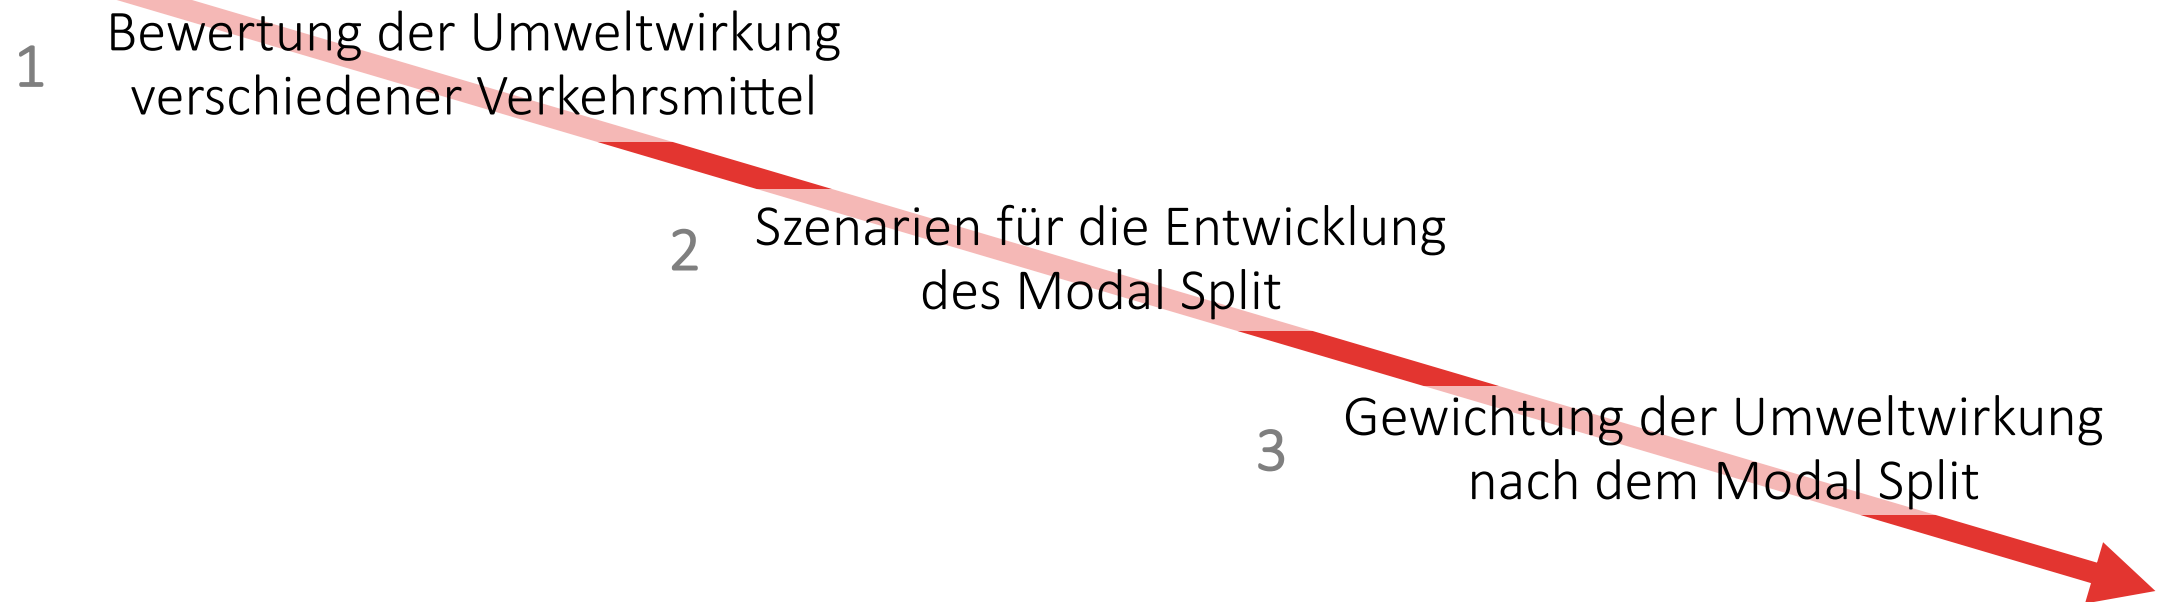 1
Bewertung der Umweltwirkung
verschiedener Verkehrsmittel
2
Szenarien für die Entwicklung
des Modal Split
3
Gewichtung der Umweltwirkung
nach dem Modal Split